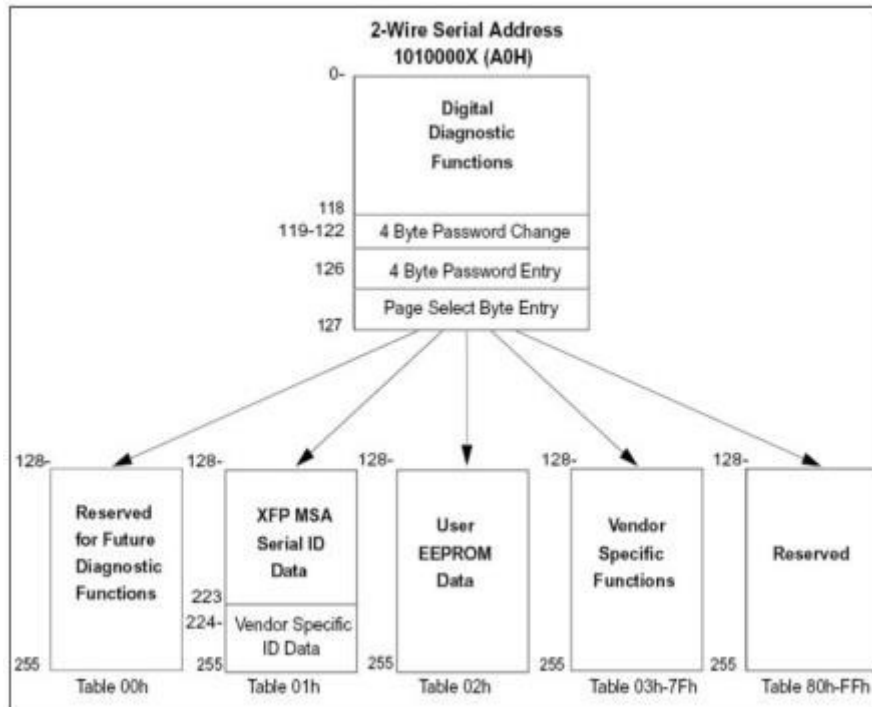 2-Wire Serial Address
1010000X (A0H)
0-
Digital
Diagnostic
Functions
118
119-122
4 Byte Password Change
126
4 Byte Password Entry
Page Select Byte Entry
127
128-
Reserved
for Future
Diagnostic
Functions
255
Table 00h
128-
XFP MSA
Serial ID
Data
223
224-
Vendor Specific
ID Data
255
Table 01h
128-
User
EEPROM
Data
255
Table 02h
128-
Vendor
Specific
Functions
255
Table 03h-7Fh
128-
Reserved
255
Table 80h-FFh